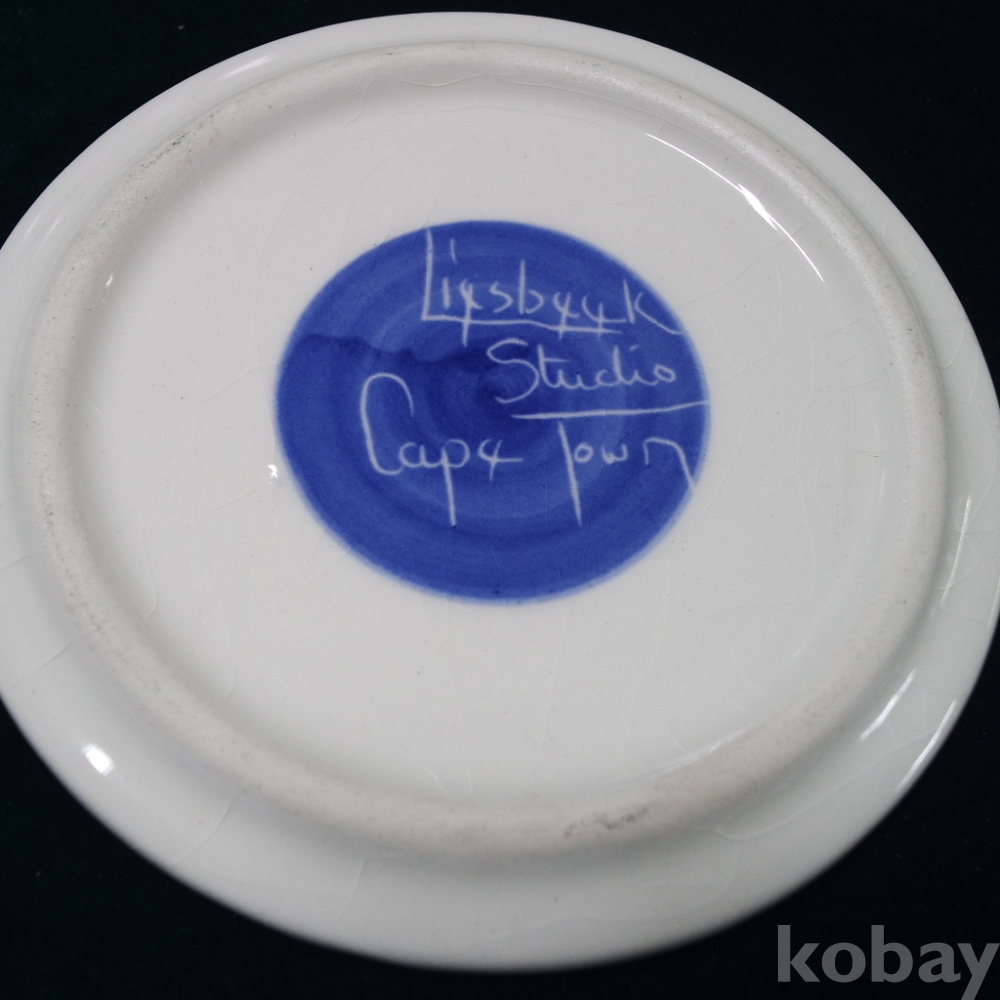 Liesbeek
Studio
Cape Town
kobay